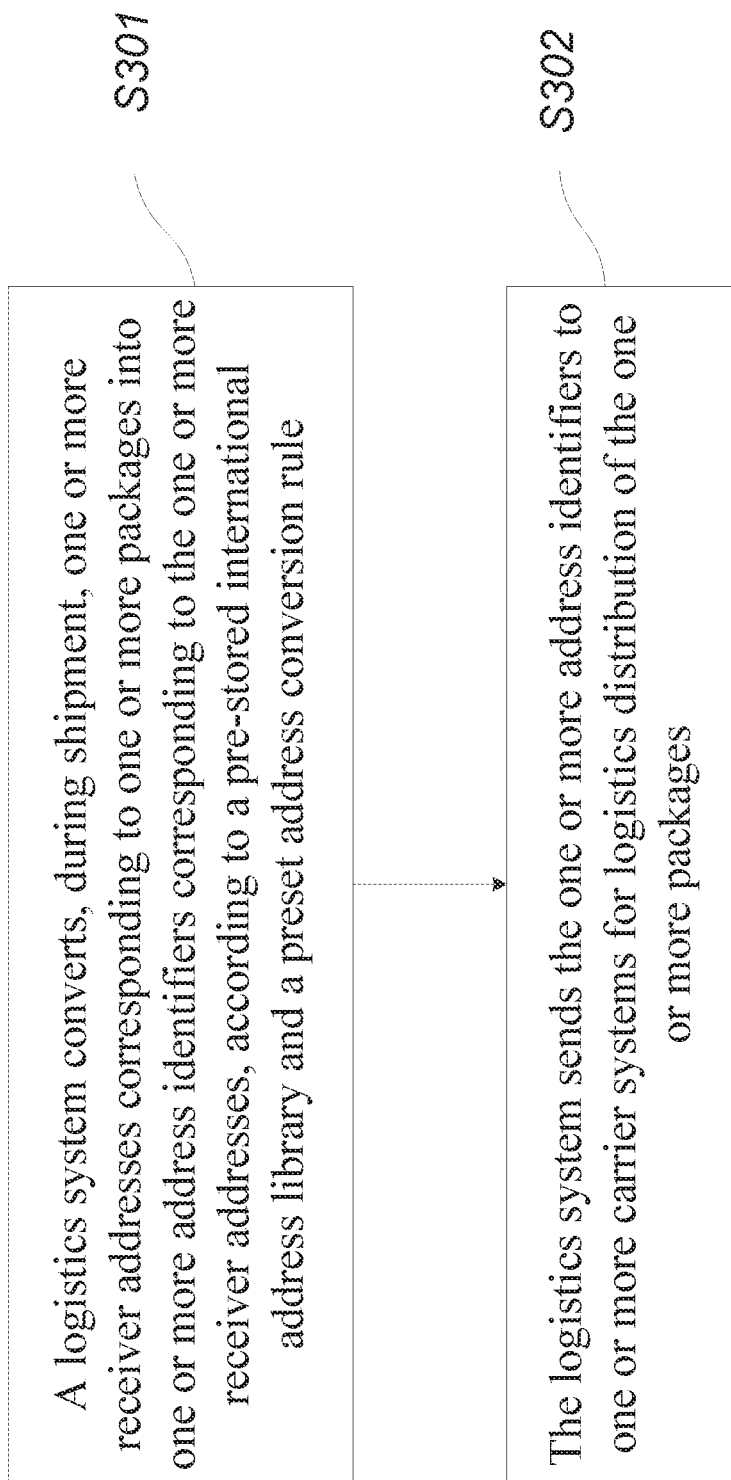 A logistics system converts, during shipment, one or more
receiver addresses corresponding to one or more packages into
one or more address identifiers corresponding to the one or more
receiver addresses, according to a pre-stored international
address library and a preset address conversion rule
S301
The logistics system sends the one or more address identifiers to
one or more carrier systems for logistics distribution of the one
or more packages
S302